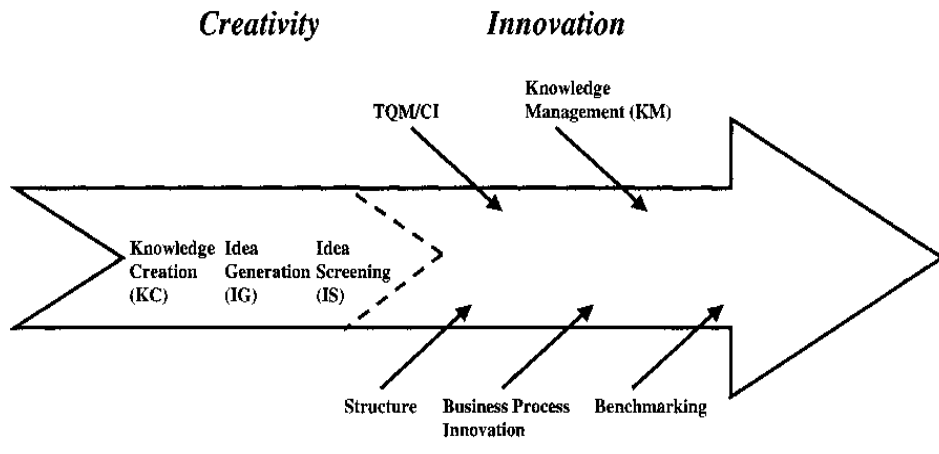 Creativity
Innovation
TQM/CI
Knowledge
Management (KM)
Knowledge
Creation
(KC)
Idea
Generation
(IG)
Idea
Screening
(IS)
Structure
Business Process
Innovation
Benchmarking